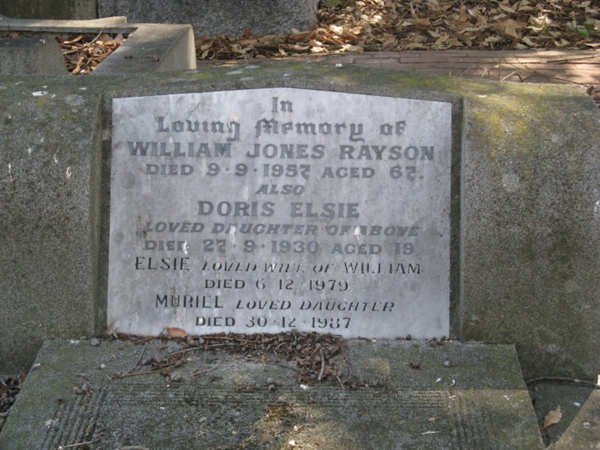 In
Loving Memory of
WILLIAM JONES RAYSON
DIED 9·9·1957 AGED 67.
ALSO
DORIS ELSIE
LOVED DAUGHTER OF ABOVE
DIED 27·9·1930 AGED 19
ELSIE LOVED WIFE OF WILLIAM
DIED 6·12·1979
MURIEL LOVED DAUGHTER
DIED 30·12·1987